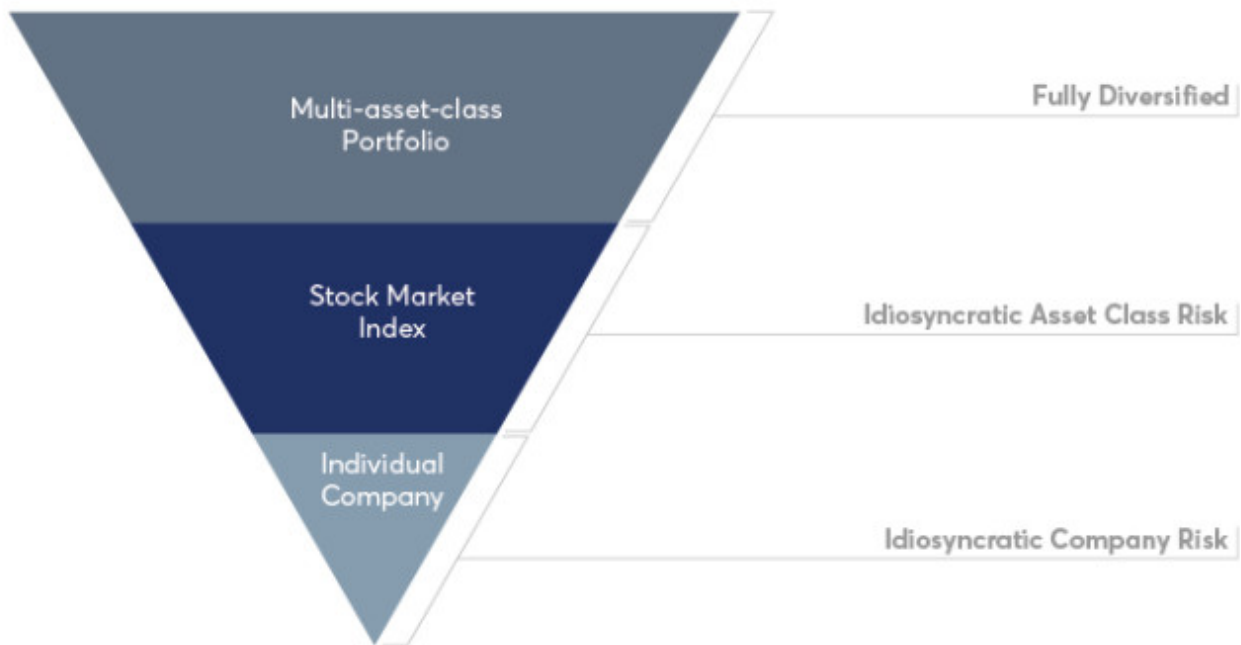 Multi-asset-class
Portfolio
Fully Diversified
Stock Market
Index
Idiosyncratic Asset Class Risk
Individual
Company
Idiosyncratic Company Risk